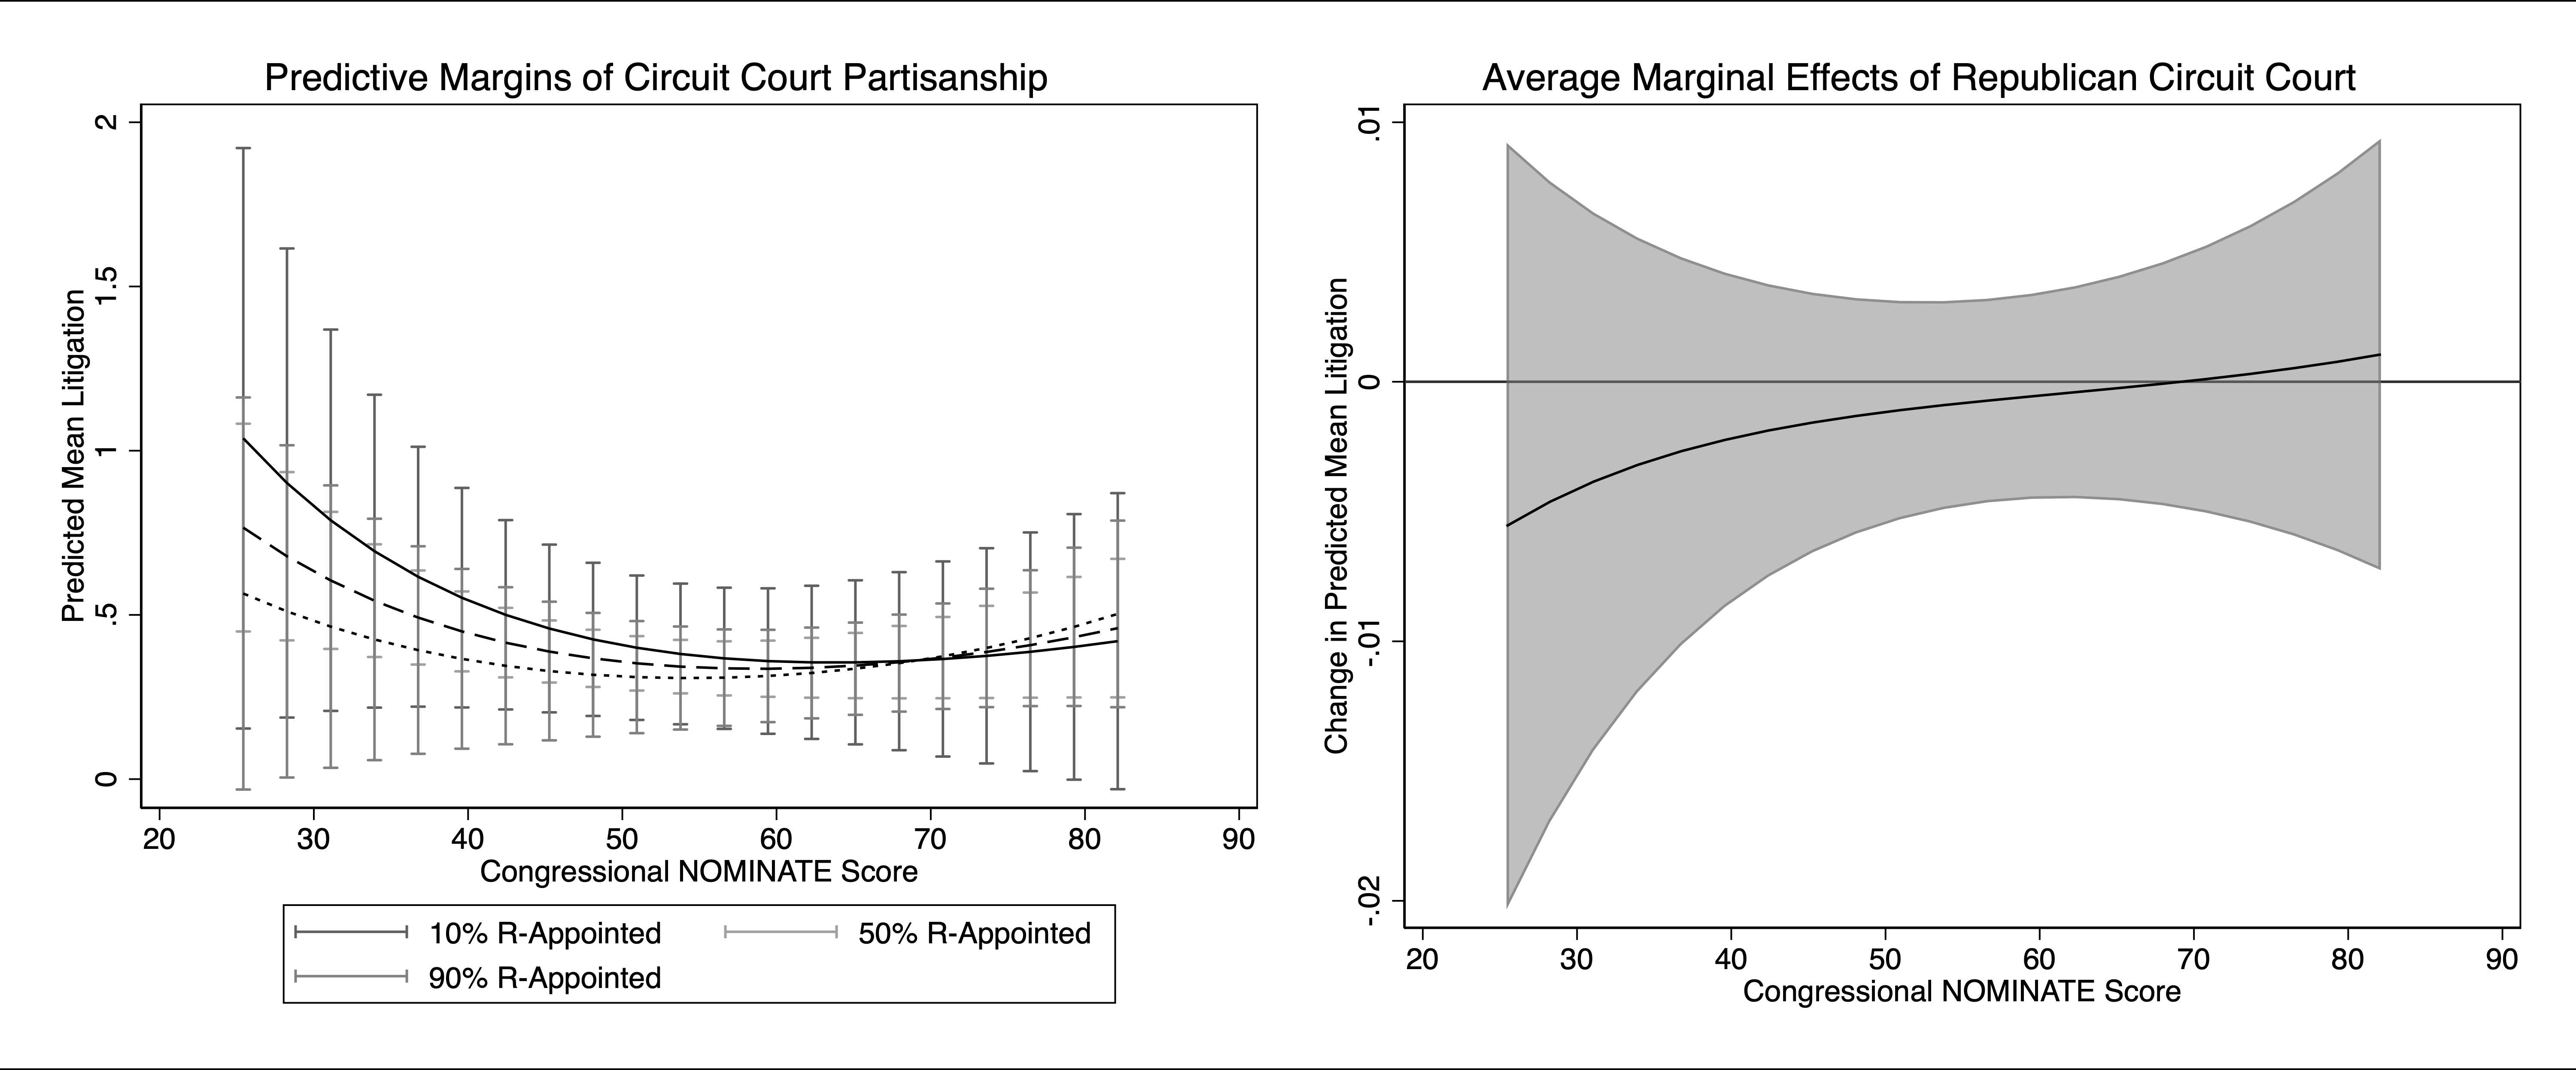 Predictive Margins of Circuit Court Partisanship
Predicted Mean Litigation
2
1.5
1
.5
0
20 30 40 50 60 70 80 90
Congressional NOMINATE Score
10% R-Appointed 50% R-Appointed
90% R-Appointed
Average Marginal Effects of Republican Circuit Court
Change in Predicted Mean Litigation
.01
0
-.01
-.02
20 30 40 50 60 70 80 90
Congressional NOMINATE Score